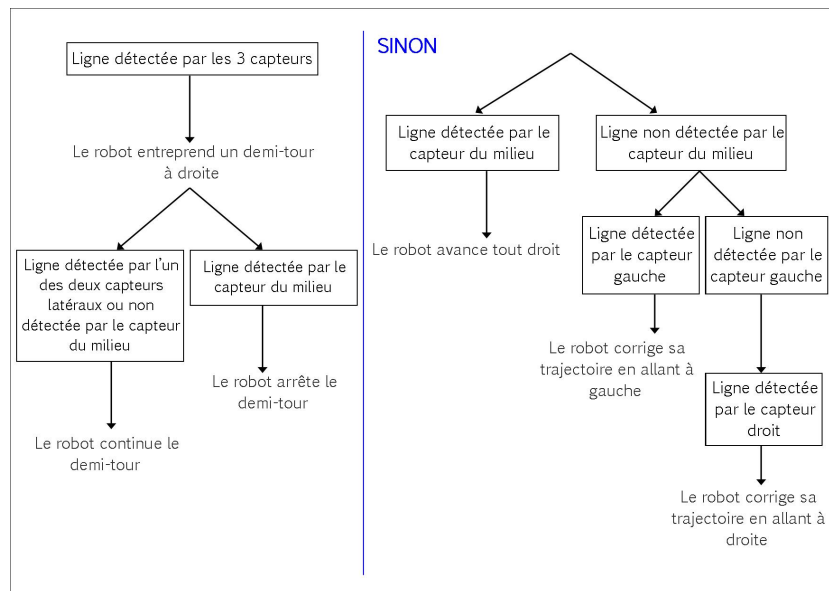 Ligne détectée par les 3 capteurs
Le robot entreprend un demi-tour
à droite
Ligne détectée par l'un
des deux capteurs
latéraux ou non
détectée par le capteur
du milieu
Ligne détectée par le
capteur du milieu
Le robot arrête le
demi-tour
Le robot continue le
demi-tour
SINON
Ligne détectée par le
capteur du milieu
Ligne non détectée par le
capteur du milieu
Le robot avance tout droit
Ligne détectée
par le capteur
gauche
Ligne non
détectée par le
capteur gauche
Le robot corrige sa
trajectoire en allant à
gauche
Ligne détectée
par le capteur
droit
Le robot corrige sa
trajectoire en allant à
droite